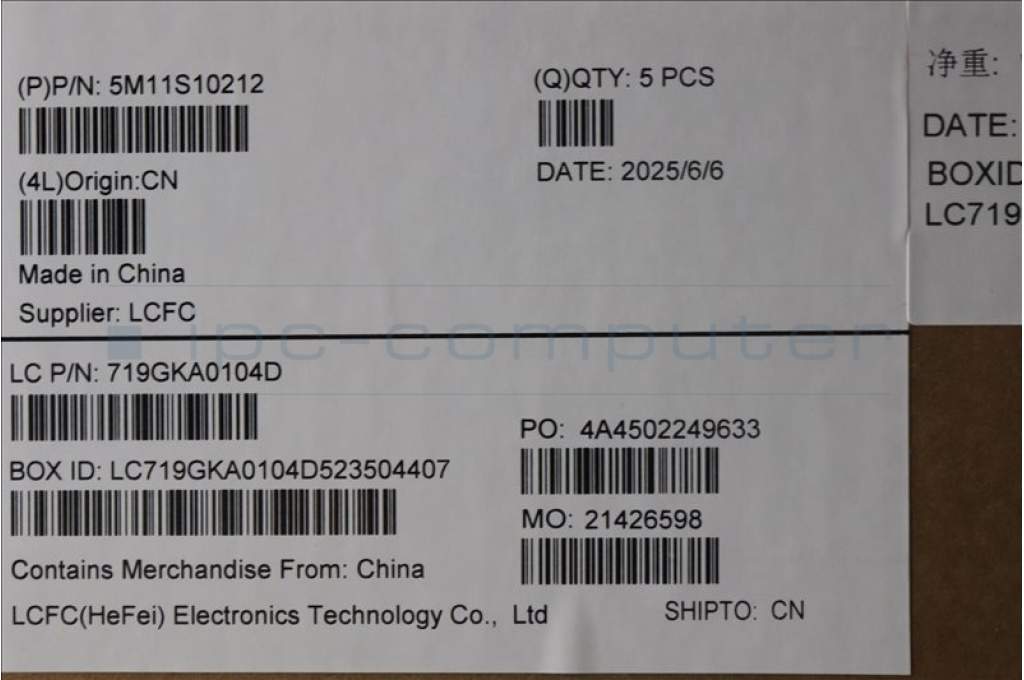 (P)P/N: 5M11S10212
(Q)QTY: 5 PCS
(4L)Origin:CN
DATE: 2025/6/6
Made in China
Supplier: LCFC
ipc-computer
LC P/N: 719GKA0104D
PO: 4A4502249633
BOX ID: LC719GKA0104D523504407
MO: 21426598
Contains Merchandise From: China
LCFC(HeFei) Electronics Technology Co., Ltd
SHIPTO: CN
净重:
DATE:
BOXID
LC719